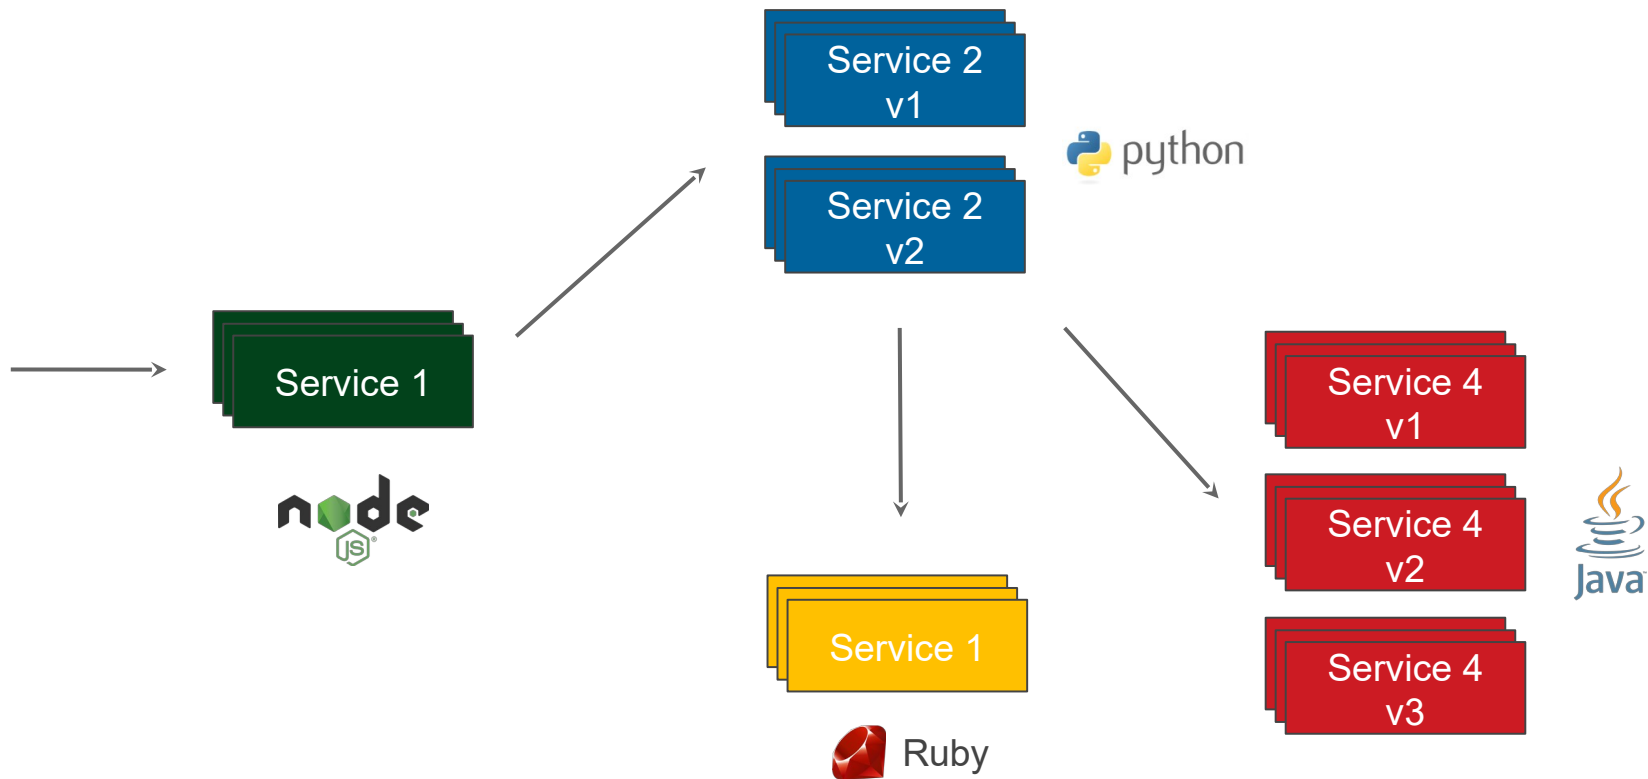 Service 2
v1
python
Service 2
v2
Service 1
node
JS
®
Service 4
v1
Service 4
v2
Java
™
Service 4
v3
Service 1
Ruby